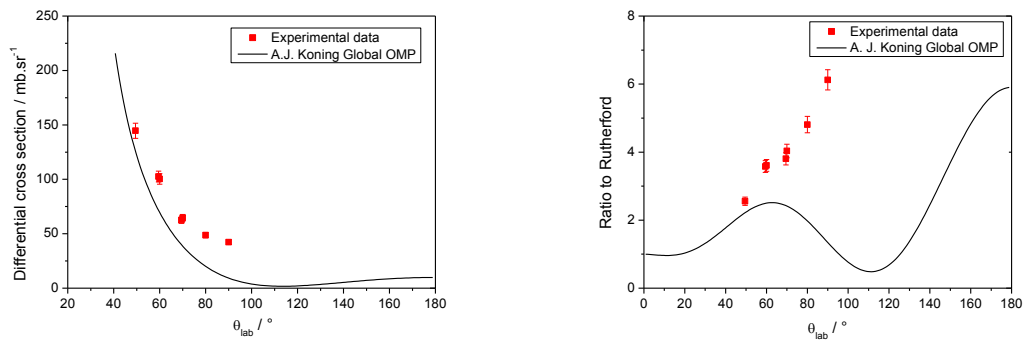 Differential cross section / mb.sr⁻¹
250
200
150
100
50
0
Experimental data
A.J. Koning Global OMP
20 40 60 80 100 120 140 160 180
θlab / °
Ratio to Rutherford
8
6
4
2
0
Experimental data
A. J. Koning Global OMP
0 20 40 60 80 100 120 140 160 180
θlab / °